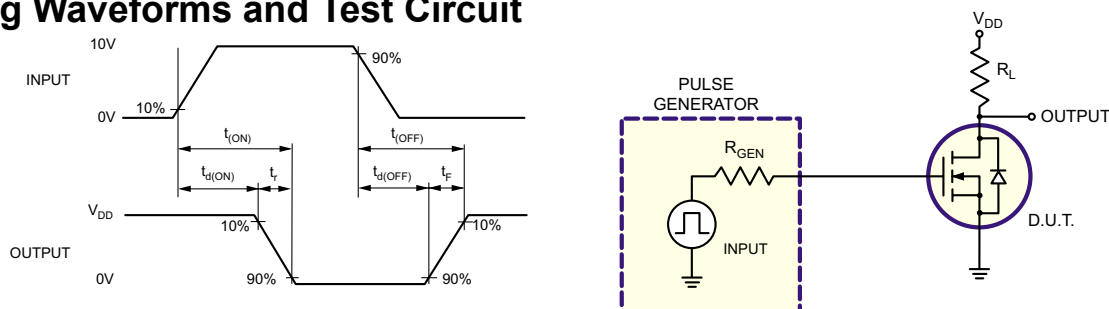 g Waveforms and Test Circuit
10V
INPUT
90%
10%
0V
t(ON)
t(OFF)
td(ON)
tr
td(OFF)
tF
VDD
10%
10%
OUTPUT
0V
90%
90%
VDD
RL
PULSE
GENERATOR
OUTPUT
RGEN
D.U.T.
INPUT